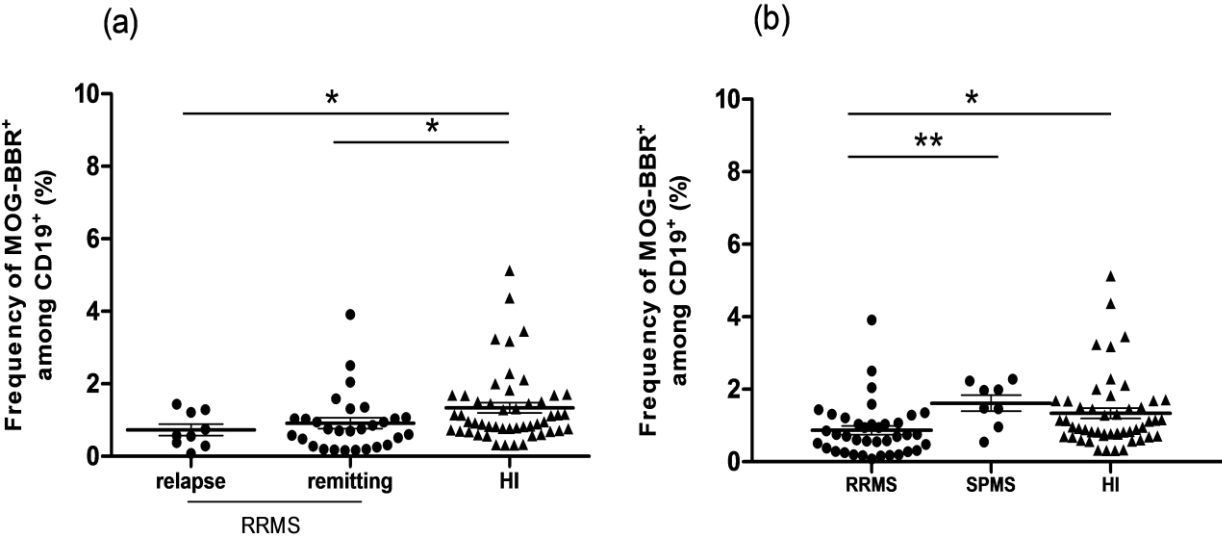 (a)
Frequency of MOG-BBR+
among CD19+ (%)
10
8
6
4
2
0
*
*
relapse
remitting
HI
RRMS
(b)
Frequency of MOG-BBR+
among CD19+ (%)
10
8
6
4
2
0
*
**
RRMS
SPMS
HI